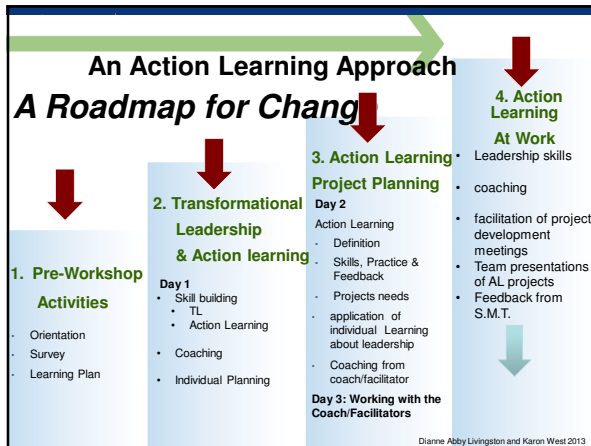 An Action Learning Approach
A Roadmap for Chang
1. Pre-Workshop
Activities
- Orientation
- Survey
- Learning Plan
2. Transformational
Leadership
& Action learning
Day 1
• Skill building
• TL
• Action Learning
• Coaching
• Individual Planning
3. Action Learning
Project Planning
Day 2
Action Learning
- Definition
- Skills, Practice &
Feedback
- Projects needs
- application of
individual Learning
about leadership
- Coaching from
coach/facilitator
Day 3: Working with the
Coach/Facilitators
4. Action
Learning
At Work
• Leadership skills
• coaching
• facilitation of project
development
meetings
• Team presentations
of AL projects
• Feedback from
S.M.T.
Dianne Abby Livingston and Karon West 2013